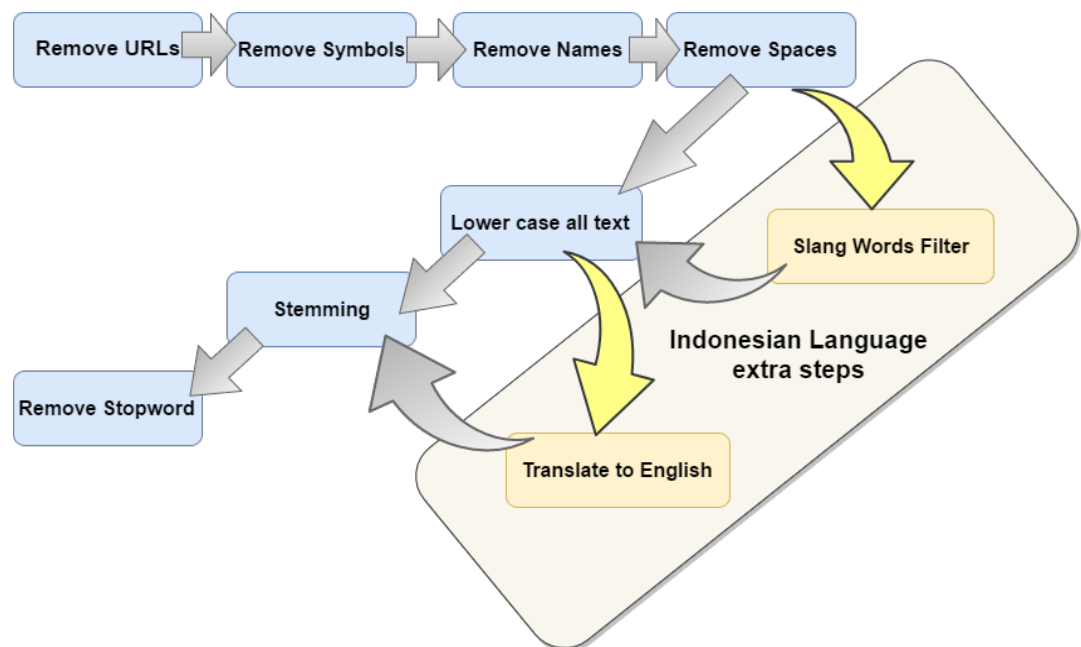 Remove URLs
Remove Symbols
Remove Names
Remove Spaces
Lower case all text
Slang Words Filter
Stemming
Indonesian Language
extra steps
Remove Stopword
Translate to English